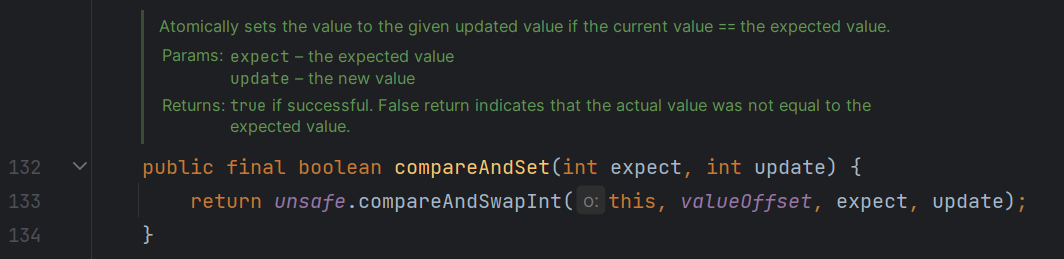 Atomically sets the value to the given updated value if the current value == the expected value.
Params: expect – the expected value
update – the new value
Returns: true if successful. False return indicates that the actual value was not equal to the
expected value.
132 public final boolean compareAndSet(int expect, int update) {
133 return unsafe.compareAndSwapInt( o: this, valueOffset, expect, update);
134 }